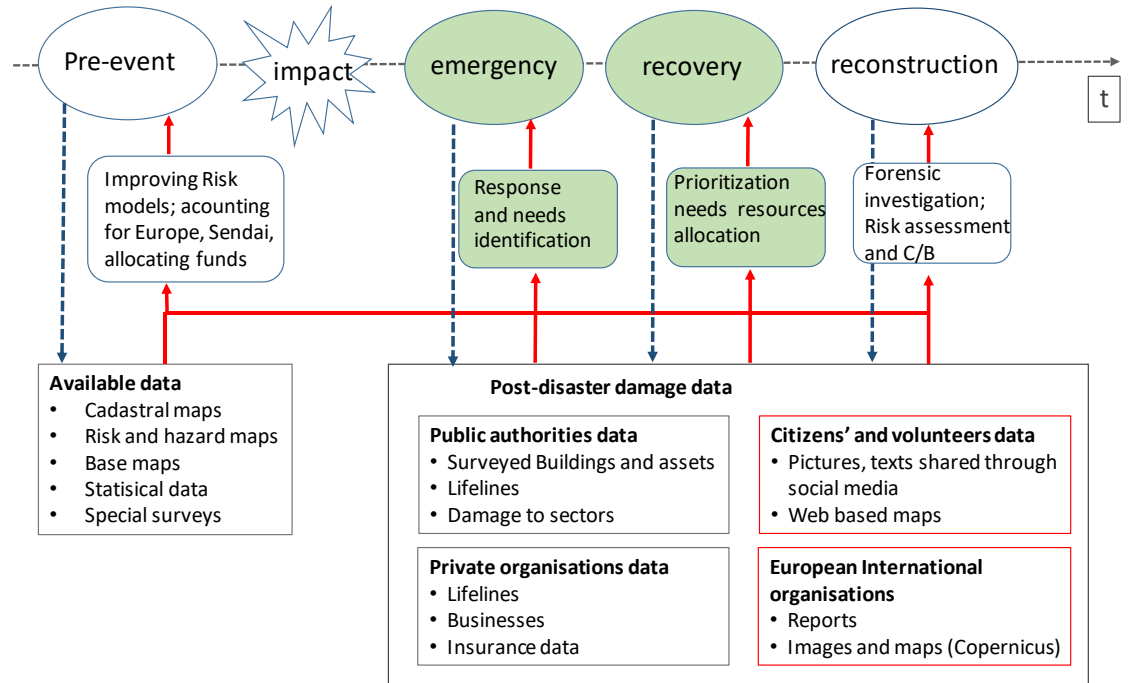 Pre-event
impact
emergency
recovery
reconstruction
t
Improving Risk
models; acounting
for Europe, Sendai,
allocating funds
Response
and needs
identification
Prioritization
needs resources
allocation
Forensic
investigation;
Risk assessment
and C/B
Available data
• Cadastral maps
• Risk and hazard maps
• Base maps
• Statisical data
• Special surveys
Post-disaster damage data
Public authorities data
• Surveyed Buildings and assets
• Lifelines
• Damage to sectors
Citizens’ and volunteers data
• Pictures, texts shared through
social media
• Web based maps
Private organisations data
• Lifelines
• Businesses
• Insurance data
European International
organisations
• Reports
• Images and maps (Copernicus)